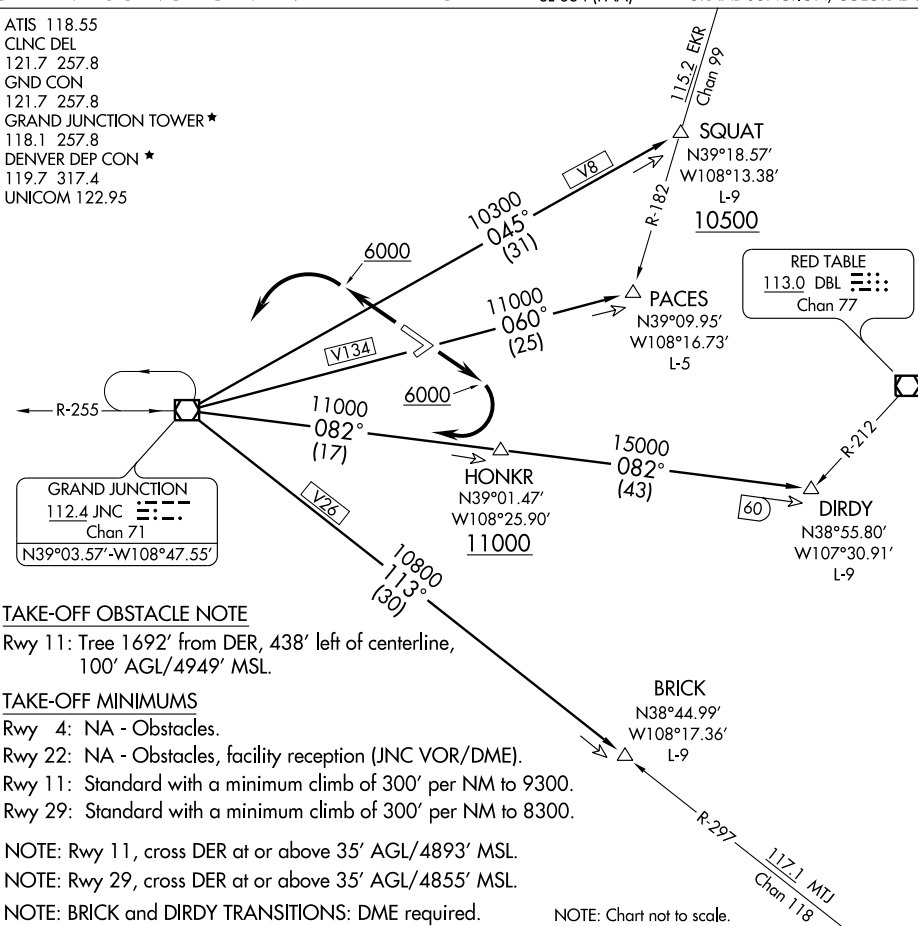 ATIS 118.55
CLNC DEL
121.7 257.8
GND CON
121.7 257.8
GRAND JUNCTION TOWER★
118.1 257.8
DENVER DEP CON ★
119.7 317.4
UNICOM 122.95
115.2 EKR
Chan 99
SQUAT
N39°18.57'
W108°13.38'
L-9
10500
V8
R-182
10300
045°
(31)
6000
RED TABLE
113.0 DBL
Chan 77
11000
060°
(25)
PACES
N39°09.95'
W108°16.73'
L-5
V134
6000
R-255
11000
082°
(17)
R-212
15000
082°
(43)
HONKR
N39°01.47'
W108°25.90'
11000
60
DIRDY
N38°55.80'
W107°30.91'
L-9
GRAND JUNCTION
112.4 JNC
Chan 71
N39°03.57'-W108°47.55'
V26
10800
113°
(30)
TAKE-OFF OBSTACLE NOTE
Rwy 11: Tree 1692' from DER, 438' left of centerline,
100' AGL/4949' MSL.
TAKE-OFF MINIMUMS
Rwy 4: NA - Obstacles.
Rwy 22: NA - Obstacles, facility reception (JNC VOR/DME).
Rwy 11: Standard with a minimum climb of 300' per NM to 9300.
Rwy 29: Standard with a minimum climb of 300' per NM to 8300.
BRICK
N38°44.99'
W108°17.36'
L-9
R-297
117.1 MTJ
Chan 118
NOTE: Rwy 11, cross DER at or above 35' AGL/4893' MSL.
NOTE: Rwy 29, cross DER at or above 35' AGL/4855' MSL.
NOTE: BRICK and DIRDY TRANSITIONS: DME required.
NOTE: Chart not to scale.